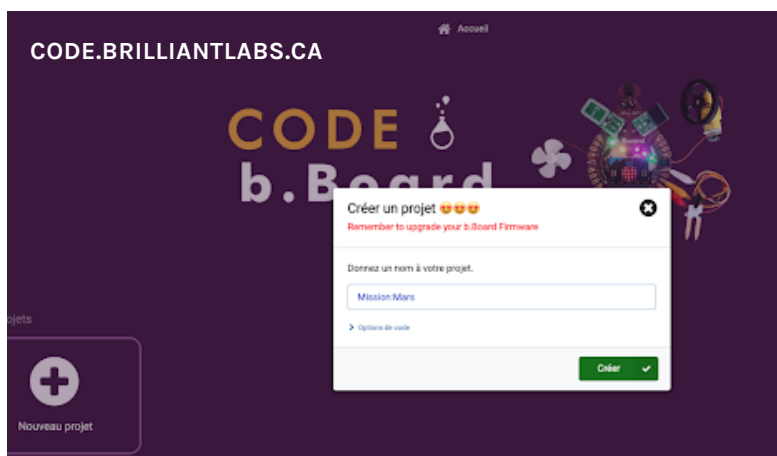 Accueil
CODE.BRILLIANTLABS.CA
CODE
b.Board
Créer un projet 😍😍😍
Remember to upgrade your b.Board Firmware
Donnez un nom à votre projet.
Mission:Mars
Options de code
Créer
ojets
Nouveau projet